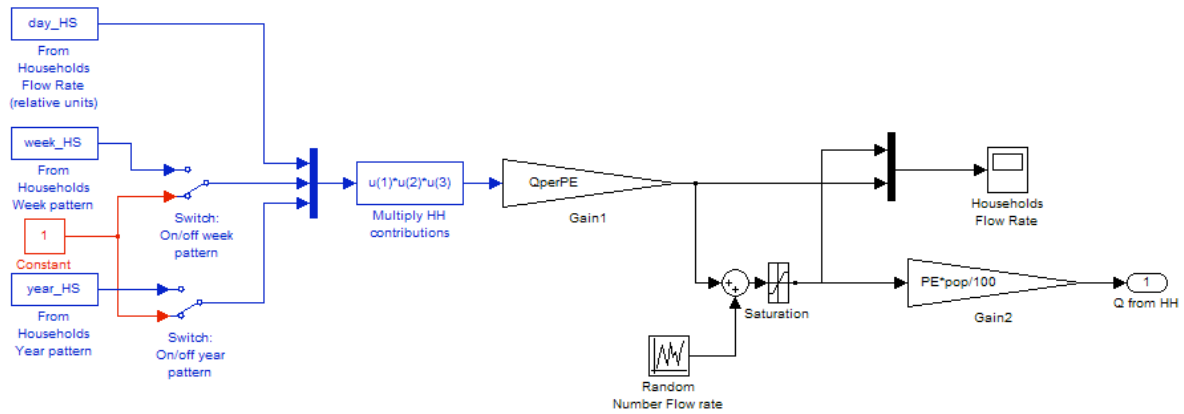 day_HS
From
Households
Flow Rate
(relative units)
week_HS
From
Households
Week pattern
1
Constant
year_HS
From
Households
Year pattern
Switch:
On/off week
pattern
Switch:
On/off year
pattern
u(1)*u(2)*u(3)
Multiply HH
contributions
QperPE
Gain1
Households
Flow Rate
+
+
Saturation
Random
Number Flow rate
PE*pop/100
Gain2
1
Q from HH